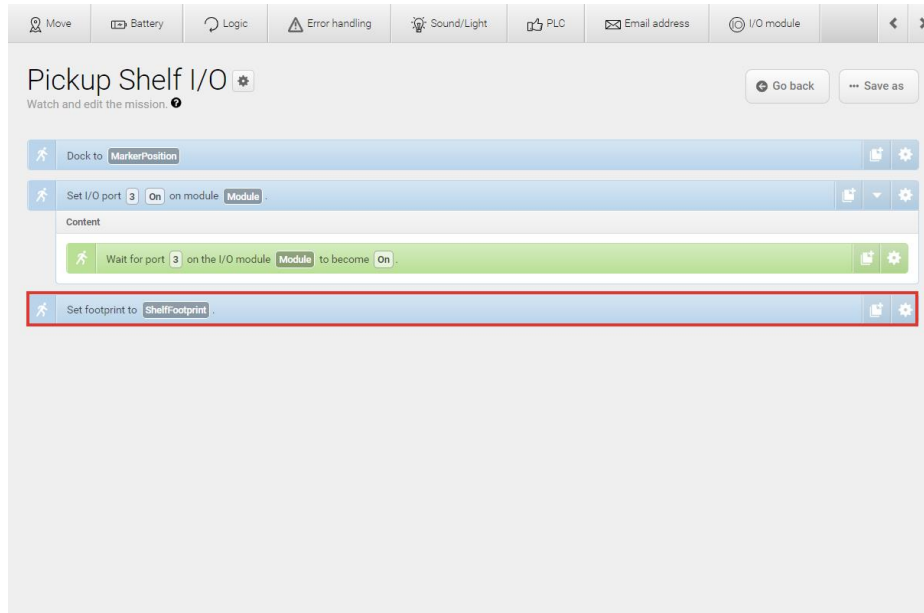 Move Battery Logic Error handling Sound/Light PLC Email address I/O module
Pickup Shelf I/O
Watch and edit the mission. ?
Go back ••• Save as
Dock to MarkerPosition
Set I/O port 3 On on module Module .
Content
Wait for port 3 on the I/O module Module to become On .
Set footprint to ShelfFootprint .